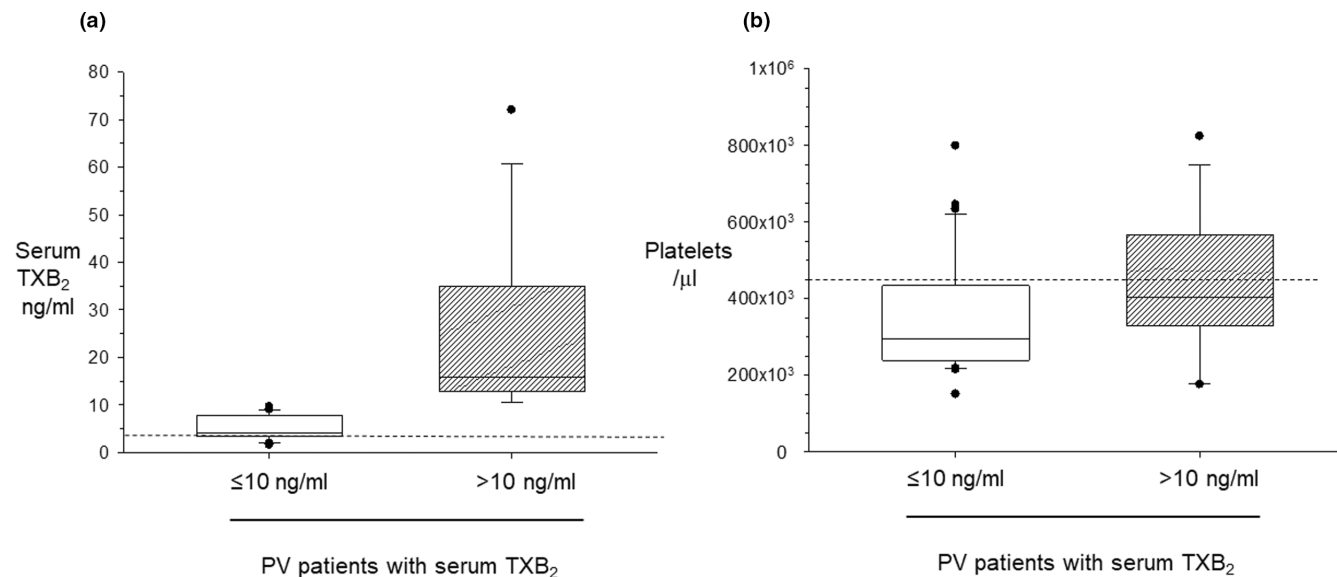 (a)
80
70
60
50
40
30
20
10
0
Serum
TXB₂
ng/ml
≤10 ng/ml >10 ng/ml
PV patients with serum TXB₂
(b)
1x10⁶
800x10³
600x10³
400x10³
200x10³
0
Platelets
/μl
≤10 ng/ml >10 ng/ml
PV patients with serum TXB₂